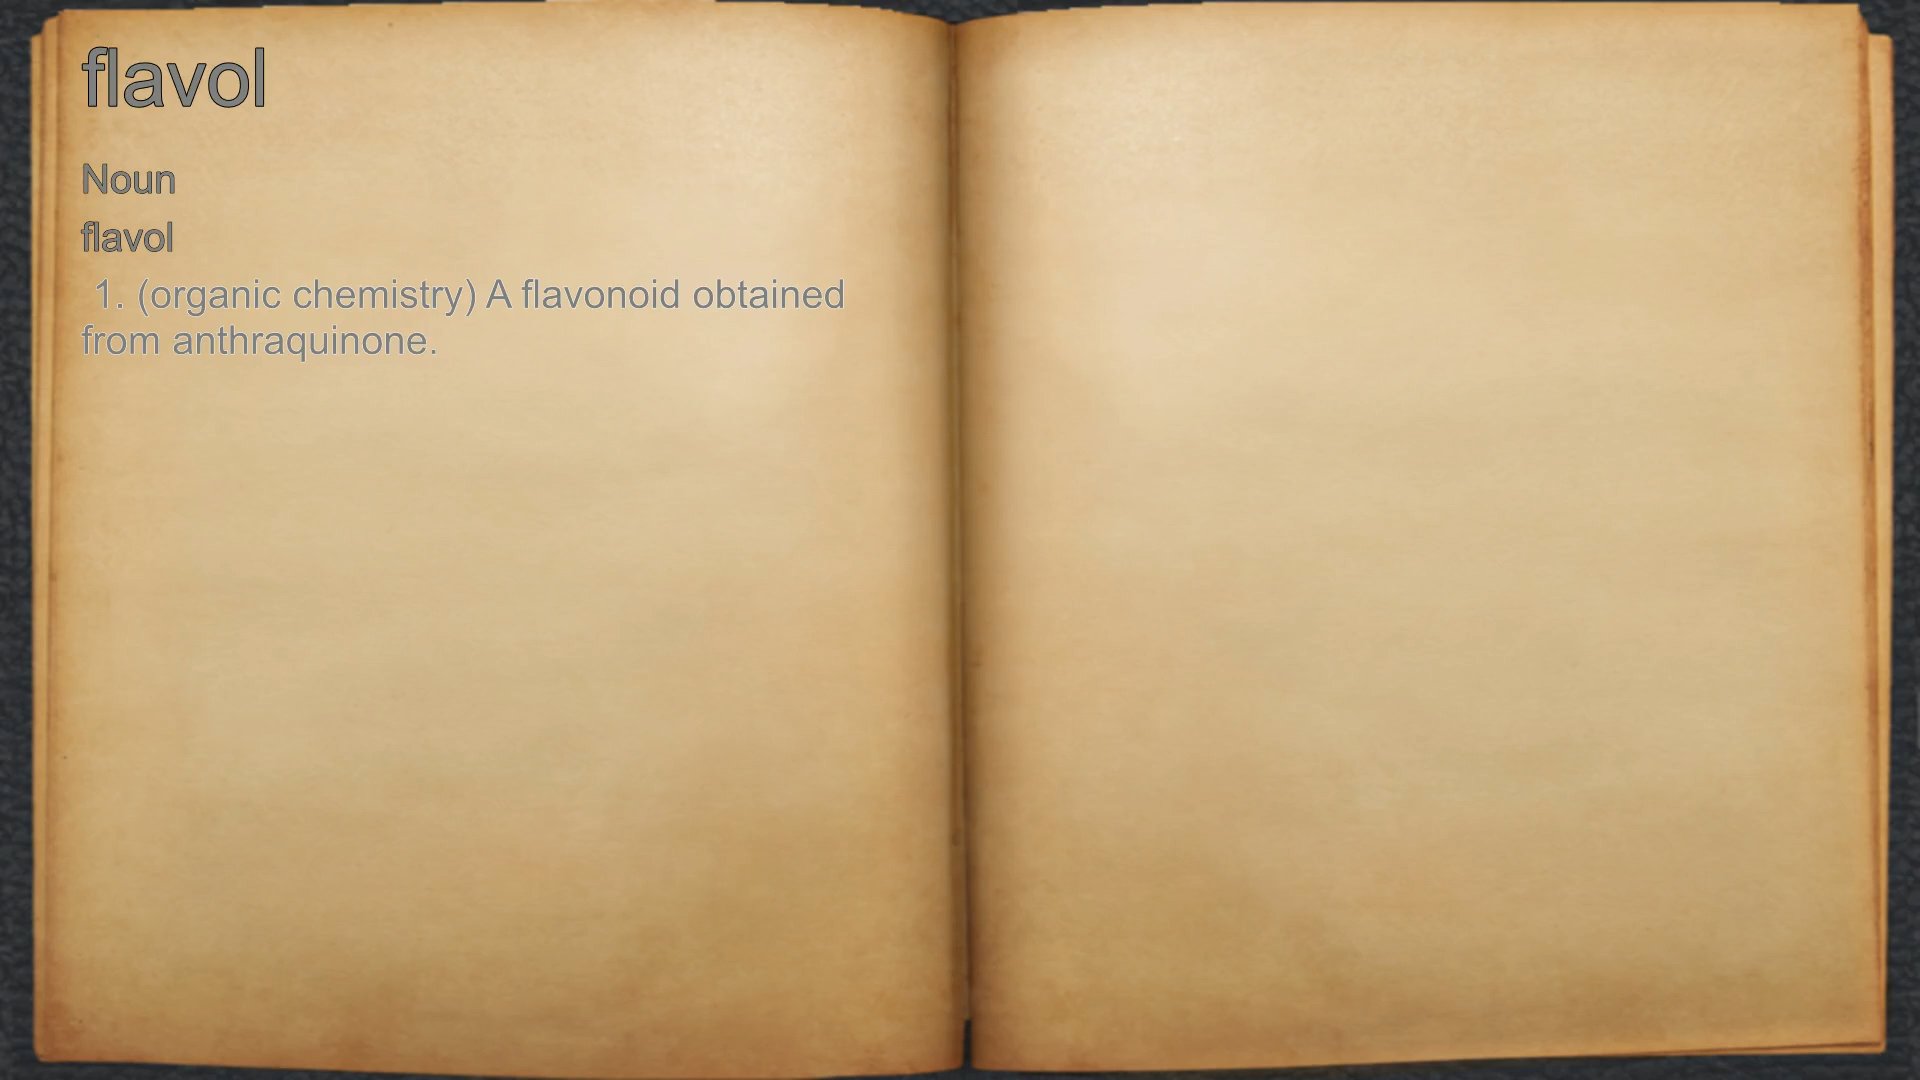 flavol
Noun
flavol
1. (organic chemistry) A flavonoid obtained
from anthraquinone.